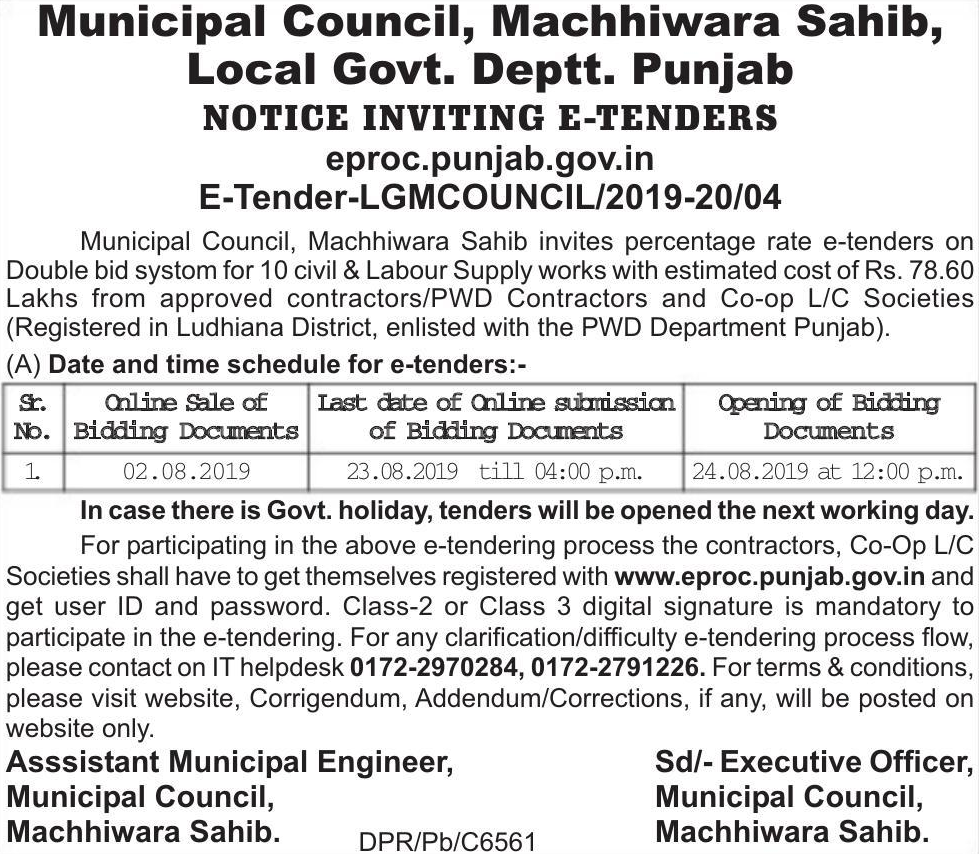 Municipal Council, Machhiwara Sahib,
Local Govt. Deptt. Punjab
NOTICE INVITING E-TENDERS
eproc.punjab.gov.in
E-Tender-LGMCOUNCIL/2019-20/04
Municipal Council, Machhiwara Sahib invites percentage rate e-tenders on
Double bid systom for 10 civil & Labour Supply works with estimated cost of Rs. 78.60
Lakhs from approved contractors/PWD Contractors and Co-op L/C Societies
(Registered in Ludhiana District, enlisted with the PWD Department Punjab).
(A) Date and time schedule for e-tenders:-
Sr. Online Sale of Last date of Online submission Opening of Bidding
No. Bidding Documents of Bidding Documents Documents
1. 02.08.2019 23.08.2019 till 04:00 p.m. 24.08.2019 at 12:00 p.m.
In case there is Govt. holiday, tenders will be opened the next working day.
For participating in the above e-tendering process the contractors, Co-Op L/C
Societies shall have to get themselves registered with www.eproc.punjab.gov.in and
get user ID and password. Class-2 or Class 3 digital signature is mandatory to
participate in the e-tendering. For any clarification/difficulty e-tendering process flow,
please contact on IT helpdesk 0172-2970284, 0172-2791226. For terms & conditions,
please visit website, Corrigendum, Addendum/Corrections, if any, will be posted on
website only.
Asssistant Municipal Engineer, Sd/- Executive Officer,
Municipal Council, Municipal Council,
Machhiwara Sahib. DPR/Pb/C6561 Machhiwara Sahib.